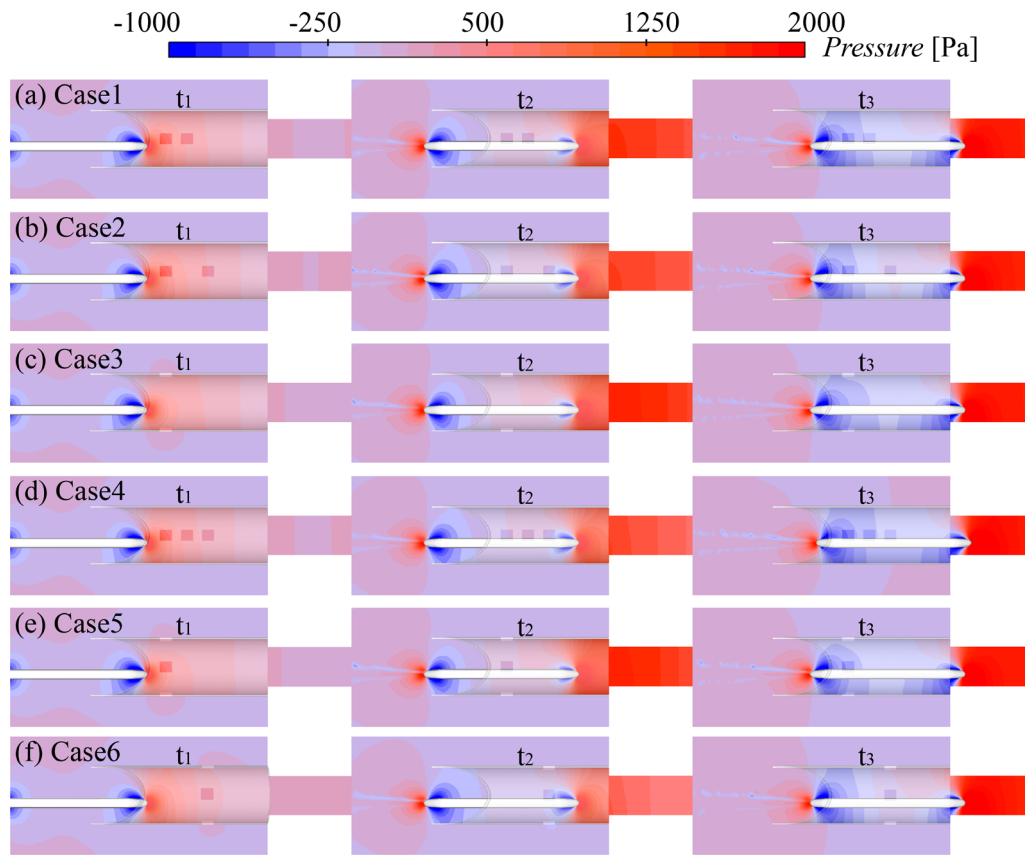 -1000 -250 500 1250 2000
Pressure [Pa]
(a) Case1 t₁ t₂ t₃
(b) Case2 t₁ t₂ t₃
(c) Case3 t₁ t₂ t₃
(d) Case4 t₁ t₂ t₃
(e) Case5 t₁ t₂ t₃
(f) Case6 t₁ t₂ t₃